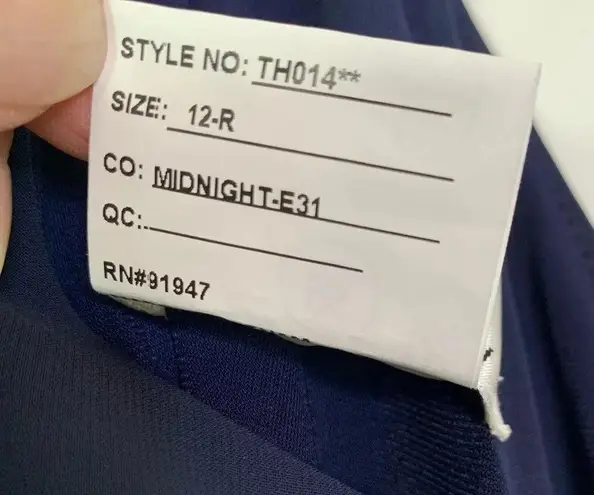 STYLE NO: TH014**
SIZE: 12-R
CO: MIDNIGHT-E31
QC:
RN#91947